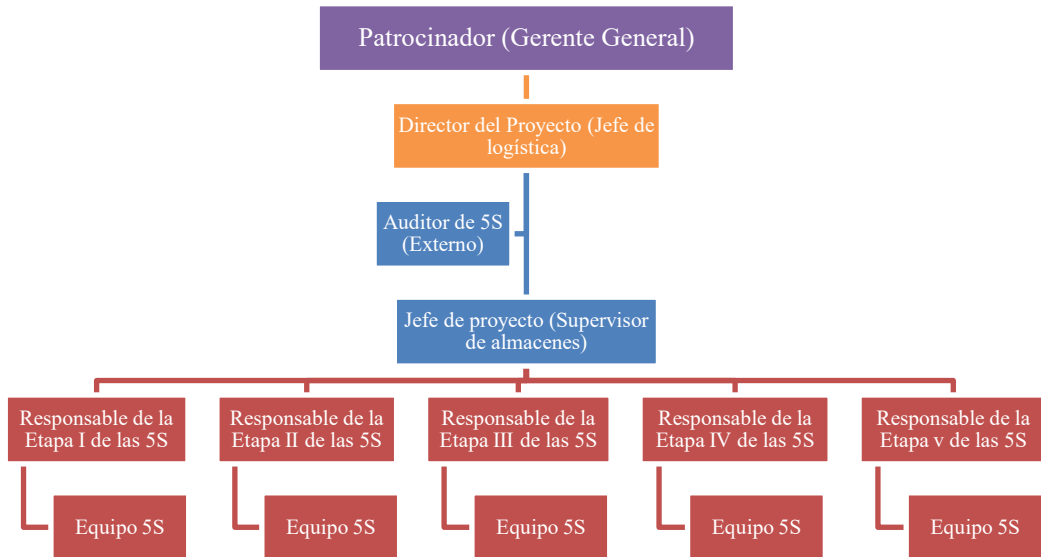 Patrocinador (Gerente General)
Director del Proyecto (Jefe de
logística)
Auditor de 5S
(Externo)
Jefe de proyecto (Supervisor
de almacenes)
Responsable de la
Etapa I de las 5S
Responsable de la
Etapa II de las 5S
Responsable de la
Etapa III de las 5S
Responsable de la
Etapa IV de las 5S
Responsable de la
Etapa v de las 5S
Equipo 5S
Equipo 5S
Equipo 5S
Equipo 5S
Equipo 5S